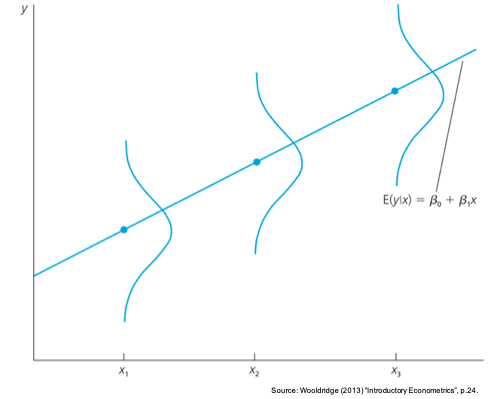 y
E(y|x) = β₀ + β₁x
x₁
x₂
x₃
Source: Wooldridge (2013) "Introductory Econometrics", p.24.